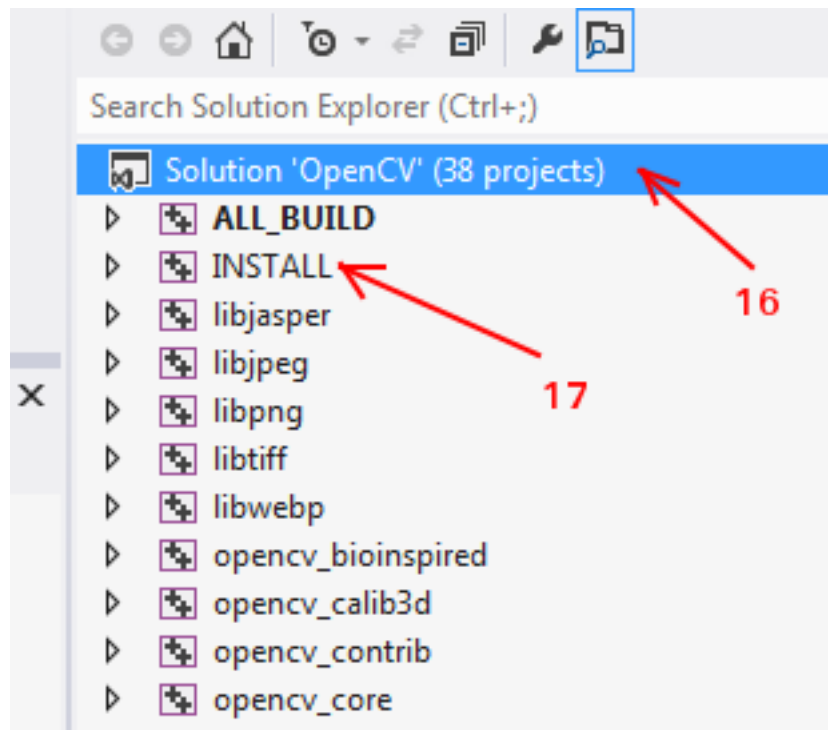 Search Solution Explorer (Ctrl+;)
Solution 'OpenCV' (38 projects)
ALL_BUILD
INSTALL
16
libjasper
libjpeg
17
libpng
libtiff
libwebp
opencv_bioinspired
opencv_calib3d
opencv_contrib
opencv_core